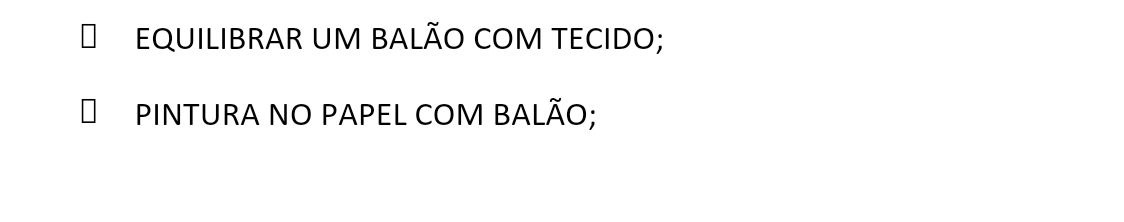 EQUILIBRAR UM BALÃO COM TECIDO;
PINTURA NO PAPEL COM BALÃO;